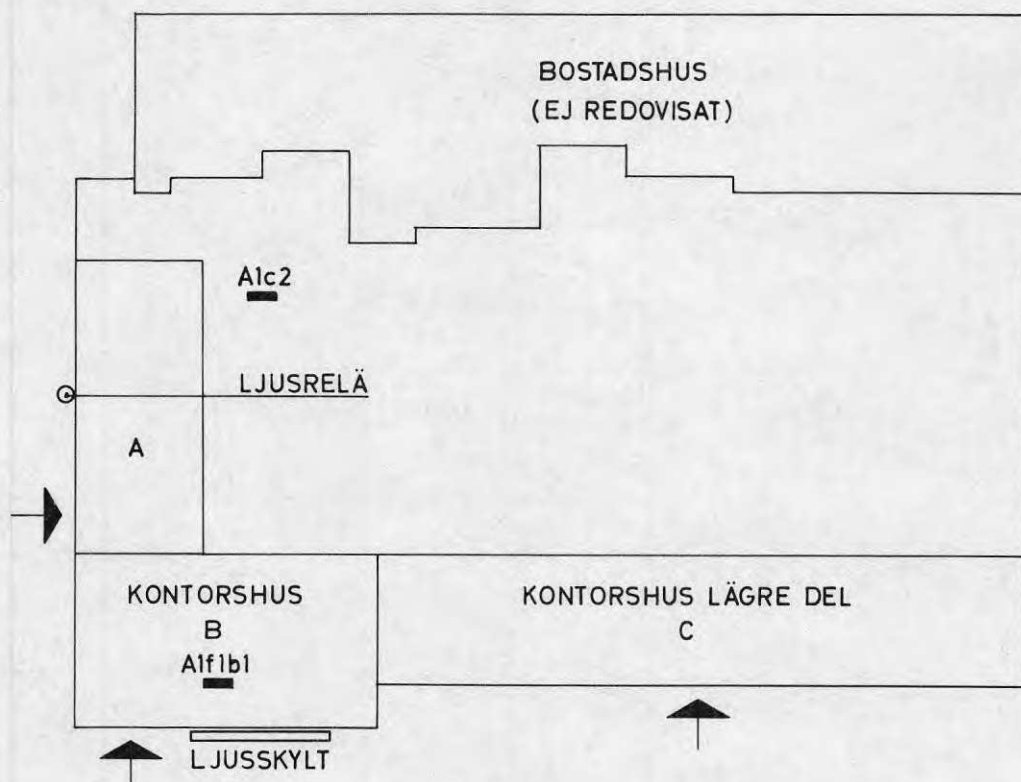 BOSTADSHUS
(EJ REDOVISAT)
A1c2
LJUSRELÄ
A
KONTORSHUS
B
A1f1b1
KONTORSHUS LÄGRE DEL
C
LJUSSKYLT